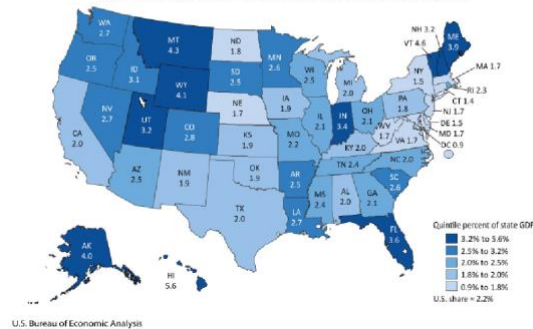 WA
2.7
MT
4.3
ND
1.8
MN
2.6
NH 3.2
VT 4.6
ME
3.9
OR
2.5
ID
3.1
WY
4.1
SD
2.5
WI
2.5
MI
2.0
NY
1.5
MA 1.7
RI 2.3
CT 1.4
NJ 1.7
DE 1.5
MD 1.7
DC 0.9
NV
2.7
UT
3.2
CO
2.8
NE
1.7
IA
1.9
IL
2.1
IN
3.4
OH
2.1
PA
1.8
WV
1.7
VA 1.7
CA
2.0
AZ
2.5
NM
1.9
KS
1.9
MO
2.2
KY 2.0
TN 2.4
NC 2.0
SC
2.6
OK
1.9
AR
2.5
MS
2.4
AL
2.0
GA
2.1
TX
2.0
LA
2.7
FL
3.6
AK
4.0
HI
5.6
Quintile percent of state GDP
3.2% to 5.6%
2.5% to 3.2%
2.0% to 2.5%
1.8% to 2.0%
0.9% to 1.8%
U.S. share = 2.2%
U.S. Bureau of Economic Analysis